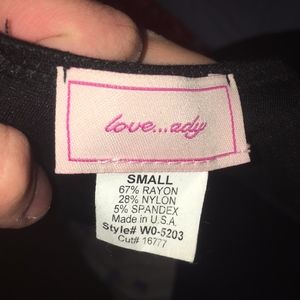 love...ady
SMALL
67% RAYON
28% NYLON
5% SPANDEX
Made in U.S.A.
Style# W0-5203
Cut# 16777